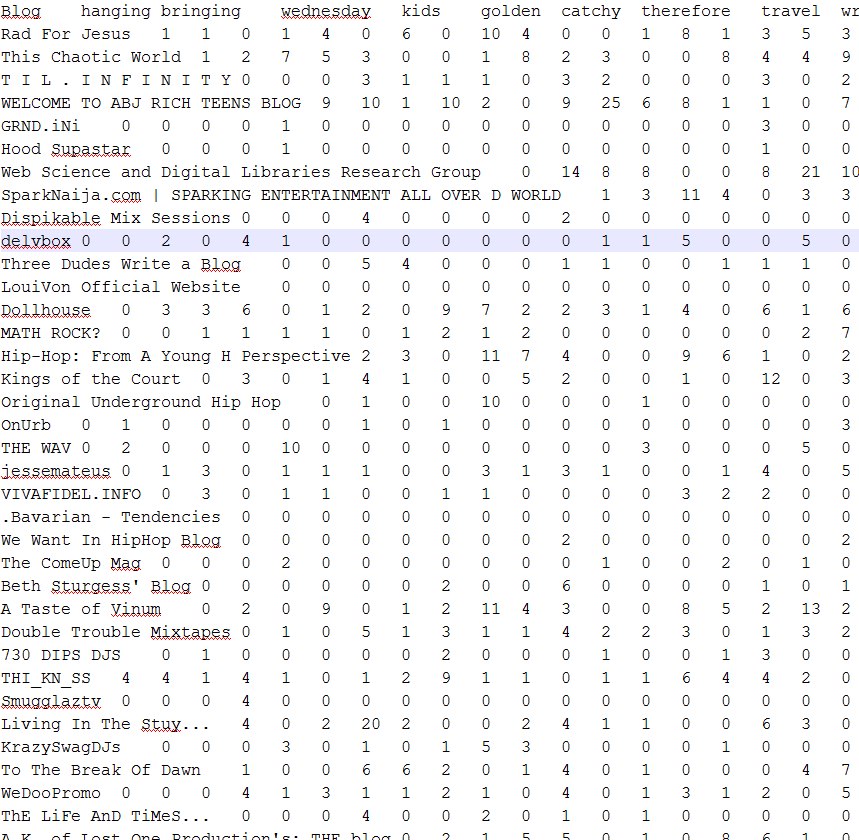 Blog hanging bringing wednesday kids golden catchy therefore travel wr
Rad For Jesus 1 1 0 1 4 0 6 0 10 4 0 0 1 8 1 3 5 3
This Chaotic World 1 2 7 5 3 0 0 1 8 2 3 0 0 8 4 4 9
T I L . I N F I N I T Y 0 0 0 3 1 1 1 0 3 2 0 0 0 3 0 2
WELCOME TO ABJ RICH TEENS BLOG 9 10 1 10 2 0 9 25 6 8 1 1 0 7
GRND.iNi 0 0 0 0 1 0 0 0 0 0 0 0 0 0 0 0 3 0 0
Hood Supastar 0 0 0 1 0 0 0 0 0 0 0 0 0 0 0 1 0 0
Web Science and Digital Libraries Research Group 0 14 8 8 0 0 8 21 10
SparkNaija.com | SPARKING ENTERTAINMENT ALL OVER D WORLD 1 3 11 4 0 3 3
Dispikable Mix Sessions 0 0 0 4 0 0 0 0 2 0 0 0 0 0 0 0
delvbox 0 0 2 0 4 1 0 0 0 0 0 0 0 1 1 5 0 0 5 0
Three Dudes Write a Blog 0 0 5 4 0 0 0 1 1 0 0 1 1 1 0
LouiVon Official Website 0 0 0 0 0 0 0 0 0 0 0 0 0 0 0
Dollhouse 0 3 3 6 0 1 2 0 9 7 2 2 3 1 4 0 6 1 6
MATH ROCK? 0 0 1 1 1 1 0 1 2 1 2 0 0 0 0 0 0 2 7
Hip-Hop: From A Young H Perspective 2 3 0 11 7 4 0 0 9 6 1 0 2
Kings of the Court 0 3 0 1 4 1 0 0 5 2 0 0 1 0 12 0 3
Original Underground Hip Hop 0 1 0 0 10 0 0 0 1 0 0 0 0 0
OnUrb 0 1 0 0 0 0 0 1 0 1 0 0 0 0 0 0 0 0 0 3
THE WAV 0 2 0 0 0 10 0 0 0 0 0 0 0 0 3 0 0 0 5 0
jessemateus 0 1 3 0 1 1 1 0 0 3 1 3 1 0 0 1 4 0 5
VIVAFIDEL.INFO 0 3 0 1 1 0 0 1 1 0 0 0 0 3 2 2 0 0
.Bavarian - Tendencies 0 0 0 0 0 0 0 0 0 0 0 0 0 0 0 0
We Want In HipHop Blog 0 0 0 0 0 0 0 0 2 0 0 0 0 0 0 2
The ComeUp Mag 0 0 0 2 0 0 0 0 0 0 0 1 0 0 2 0 1 0
Beth Sturgess' Blog 0 0 0 0 0 0 2 0 0 6 0 0 0 0 1 0 1
A Taste of Vinum 0 2 0 9 0 1 2 11 4 3 0 0 8 5 2 13 2
Double Trouble Mixtapes 0 1 0 5 1 3 1 1 4 2 2 3 0 1 3 2
730 DIPS DJS 0 1 0 0 0 0 0 2 0 0 0 1 0 0 1 3 0 0
THI_KN_SS 4 4 1 4 1 0 1 2 9 1 1 0 1 1 6 4 4 2 0
Smugglaztv 0 0 0 4 0 0 0 0 0 0 0 0 0 0 0 0 0 0 0
Living In The Stuy... 4 0 2 20 2 0 0 2 4 1 1 0 0 6 3 0
KrazySwagDJs 0 0 0 3 0 1 0 1 5 3 0 0 0 0 1 0 0 0
To The Break Of Dawn 1 0 0 6 6 2 0 1 4 0 1 0 0 0 4 7
WeDooPromo 0 0 0 4 1 3 1 1 2 1 0 4 0 1 3 1 2 0 5
ThE LiFe AnD TiMeS... 0 0 0 4 0 0 2 0 1 0 1 0 0 0 0 0
of Lost One Production's: THE blog 0 2 1 5 5 0 1 0 8 6 1 0